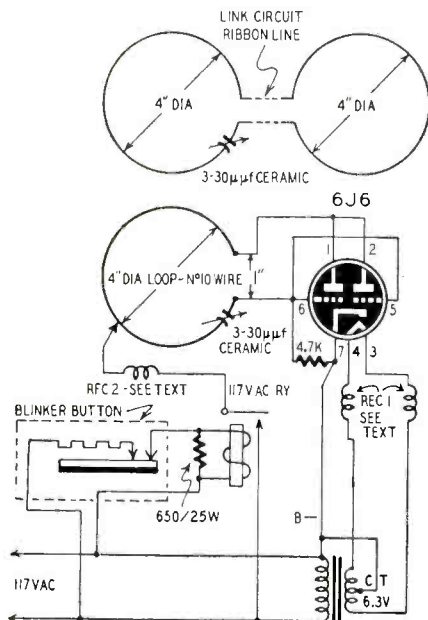 LINK CIRCUIT
RIBBON LINE
4" DIA
4" DIA
3-30μμf CERAMIC
6J6
1
2
4" DIA LOOP-Nº10 WIRE
1"
6
5
3-30μμf
CERAMIC
4.7K
7
4
3
RFC 2 - SEE TEXT
117V AC RY
REC 1
SEE
TEXT
BLINKER BUTTON
650/25W
B-
117VAC
CT
6.3V